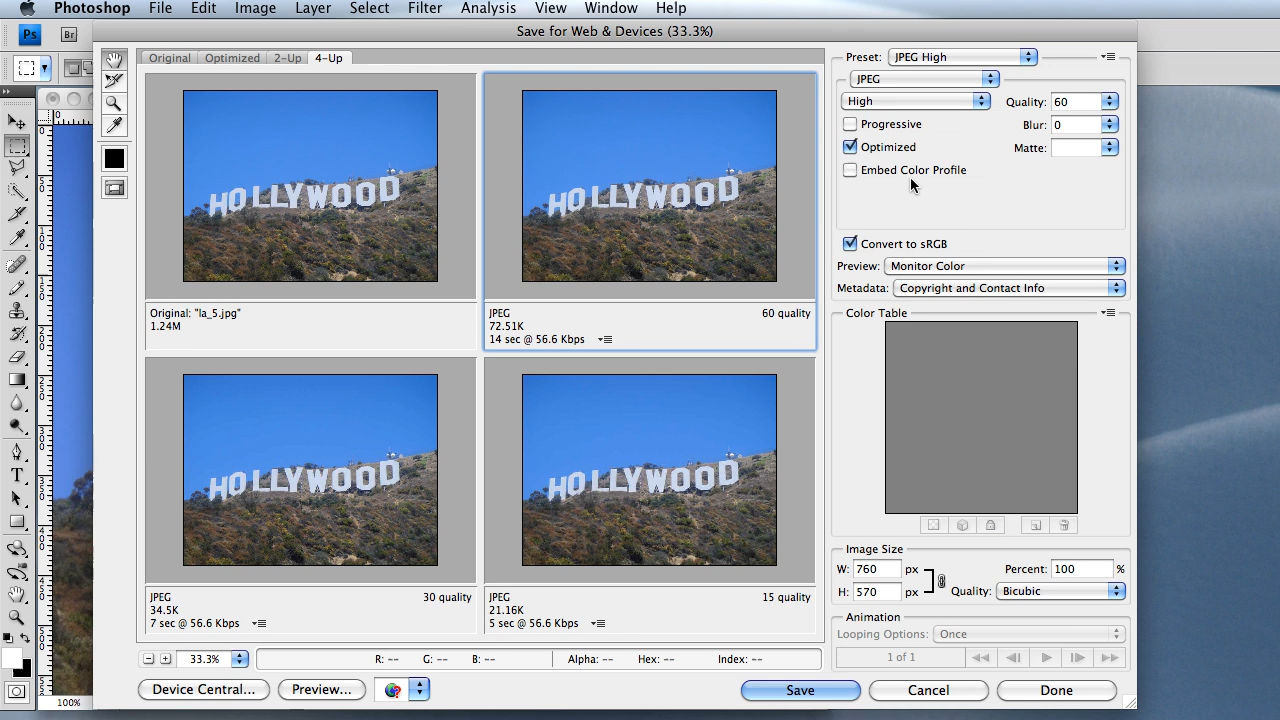 Photoshop File Edit Image Layer Select Filter Analysis View Window Help
Save for Web & Devices (33.3%)
Ps Br
Original Optimized 2-Up 4-Up
HOLLYWOOD
Original: "la_5.jpg"
1.24M
HOLLYWOOD
JPEG 60 quality
72.51K
14 sec @ 56.6 Kbps
HOLLYWOOD
JPEG 30 quality
34.5K
7 sec @ 56.6 Kbps
HOLLYWOOD
JPEG 15 quality
21.16K
5 sec @ 56.6 Kbps
Preset: JPEG High
JPEG
High Quality: 60
Progressive Blur: 0
Optimized Matte:
Embed Color Profile
Convert to sRGB
Preview: Monitor Color
Metadata: Copyright and Contact Info
Color Table
Image Size
W: 760 px Percent: 100 %
H: 570 px Quality: Bicubic
Animation
Looping Options: Once
1 of 1
33.3% R: -- G: -- B: -- Alpha: -- Hex: -- Index: --
Device Central... Preview... Save Cancel Done
100%